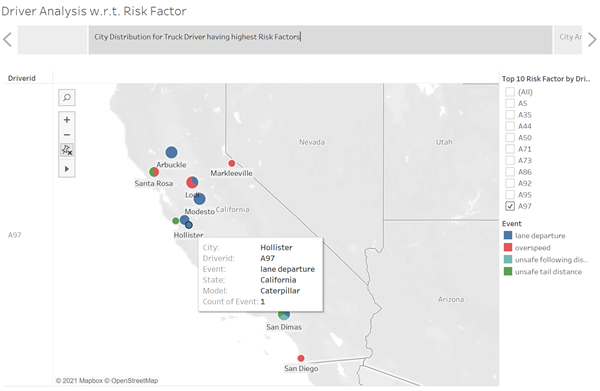 Driver Analysis w.r.t. Risk Factor
City Distribution for Truck Driver having highest Risk Factors
City An
Driverid
Top 10 Risk Factor by Dri..
(All)
A5
A35
A44
A50
A71
A73
A86
A92
A95
A97
Event
lane departure
overspeed
unsafe following dis..
unsafe tail distance
A97
Nevada
Utah
Arbuckle
Markleeville
Santa Rosa
Lodi
Modesto
California
Hollister
City: Hollister
Driverid: A97
Event: lane departure
State: California
Model: Caterpillar
Count of Event: 1
Arizona
San Dimas
San Diego
© 2021 Mapbox © OpenStreetMap